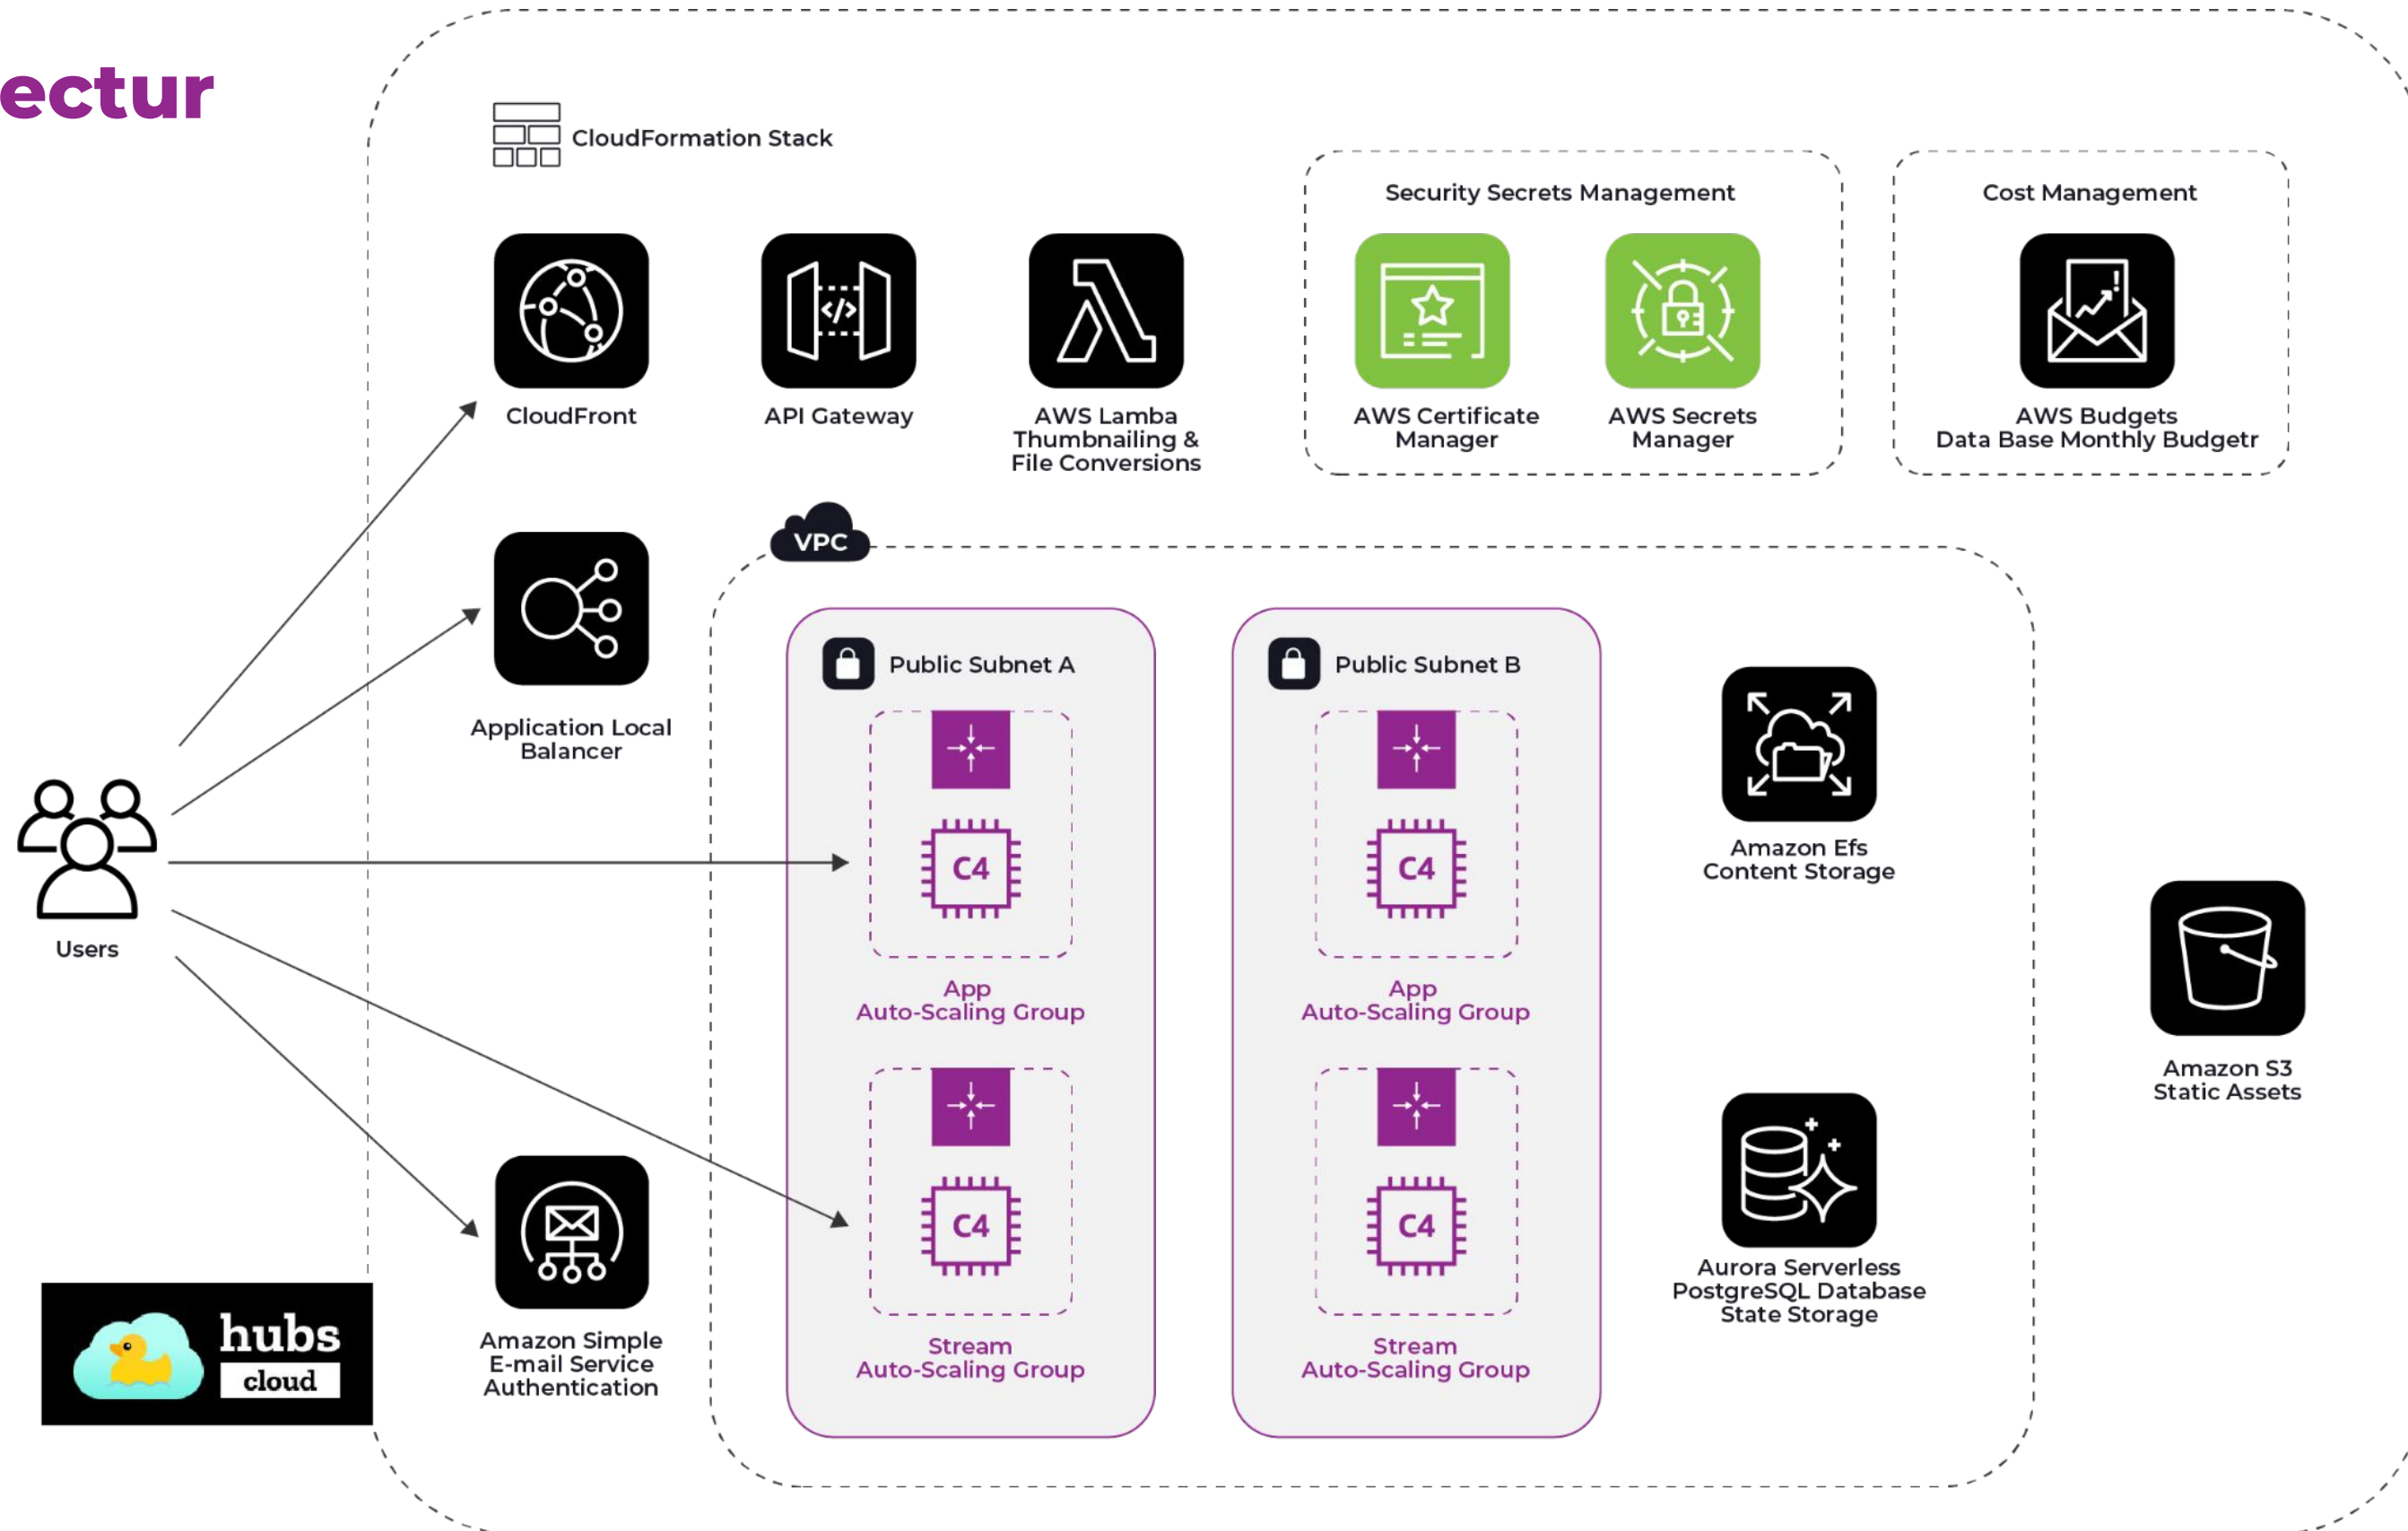 ectur
CloudFormation Stack
Security Secrets Management
Cost Management
CloudFront
API Gateway
AWS Lamba
Thumbnailing &
File Conversions
AWS Certificate
Manager
AWS Secrets
Manager
AWS Budgets
Data Base Monthly Budgetr
VPC
Application Local
Balancer
Public Subnet A
C4
App
Auto-Scaling Group
C4
Stream
Auto-Scaling Group
Public Subnet B
C4
App
Auto-Scaling Group
C4
Stream
Auto-Scaling Group
Amazon Efs
Content Storage
Aurora Serverless
PostgreSQL Database
State Storage
Amazon S3
Static Assets
Users
Amazon Simple
E-mail Service
Authentication
hubs
cloud